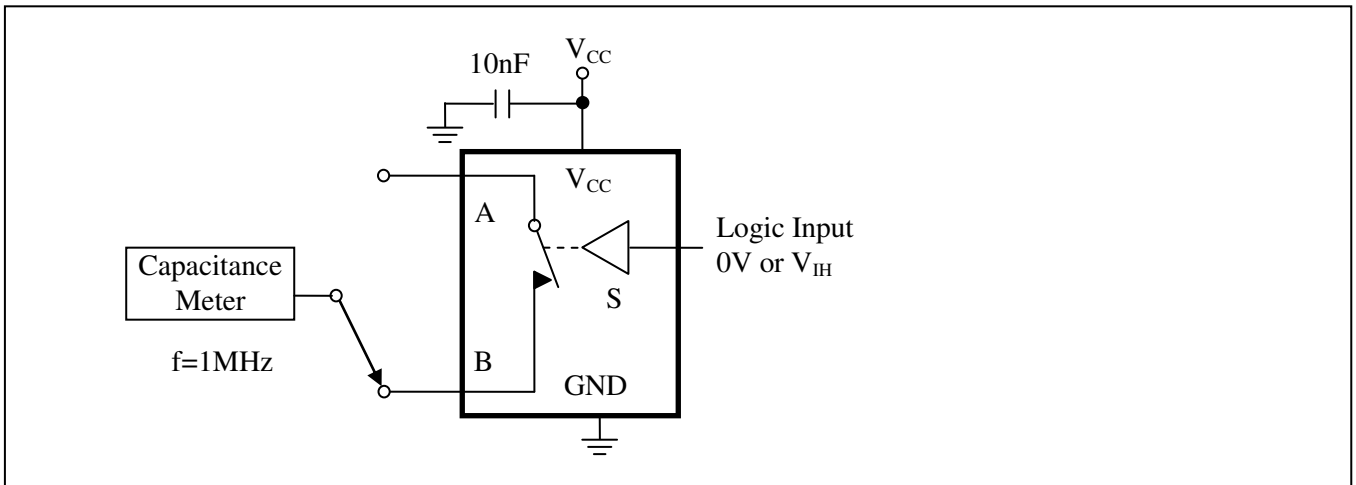 V_CC
10nF
V_CC
A
Logic Input
0V or V_IH
S
Capacitance
Meter
f=1MHz
B
GND